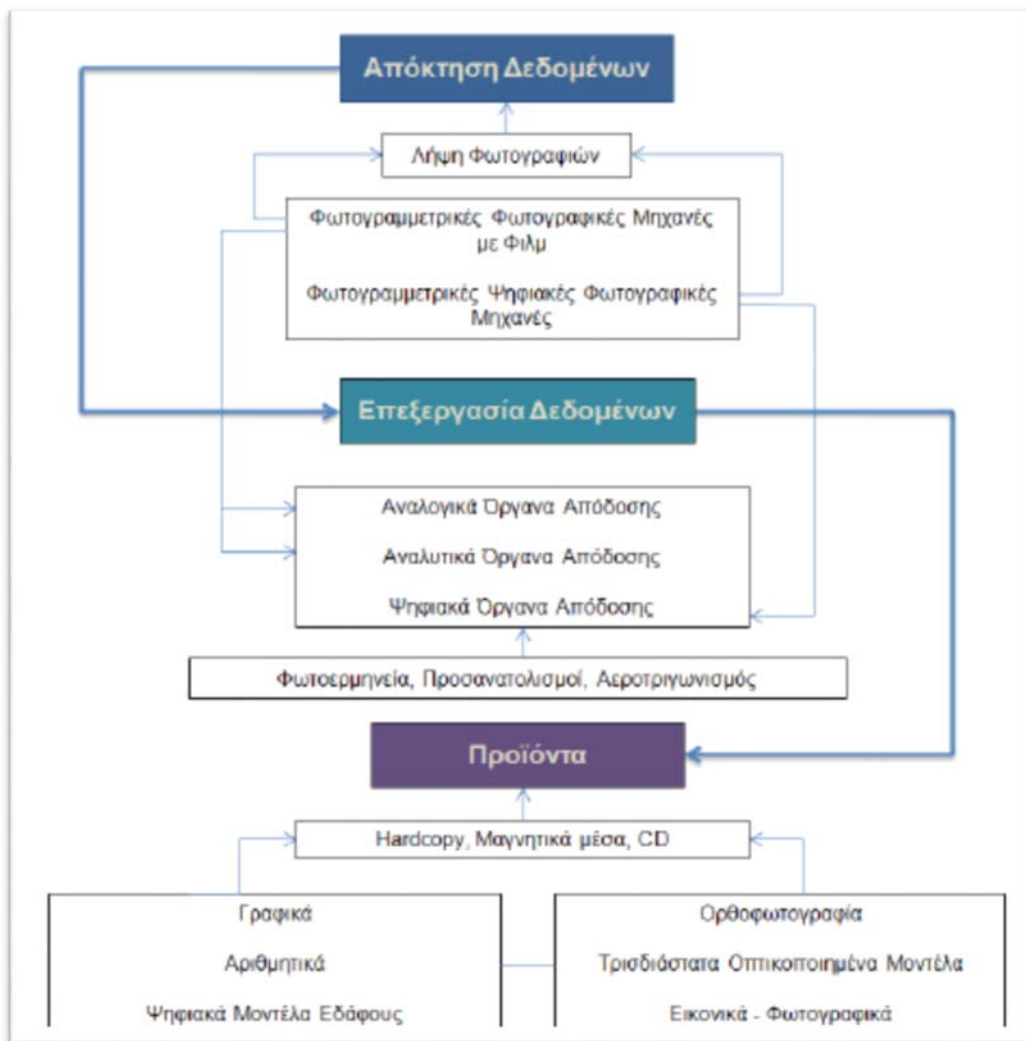 Απόκτηση Δεδομένων
Λήψη Φωτογραφιών
Φωτογραμμετρικές Φωτογραφικές Μηχανές
με Φιλμ
Φωτογραμμετρικές Ψηφιακές Φωτογραφικές
Μηχανές
Επεξεργασία Δεδομένων
Αναλογικά Όργανα Απόδοσης
Αναλυτικά Όργανα Απόδοσης
Ψηφιακά Όργανα Απόδοσης
Φωτοερμηνεία, Προσανατολισμοί, Αεροτριγωνισμός
Προϊόντα
Hardcopy, Μαγνητικά μέσα, CD
Γραφικά
Αριθμητικά
Ψηφιακά Μοντέλα Εδάφους
Ορθοφωτογραφία
Τρισδιάστατα Οπτικοποιημένα Μοντέλα
Εικονικά - Φωτογραφικά